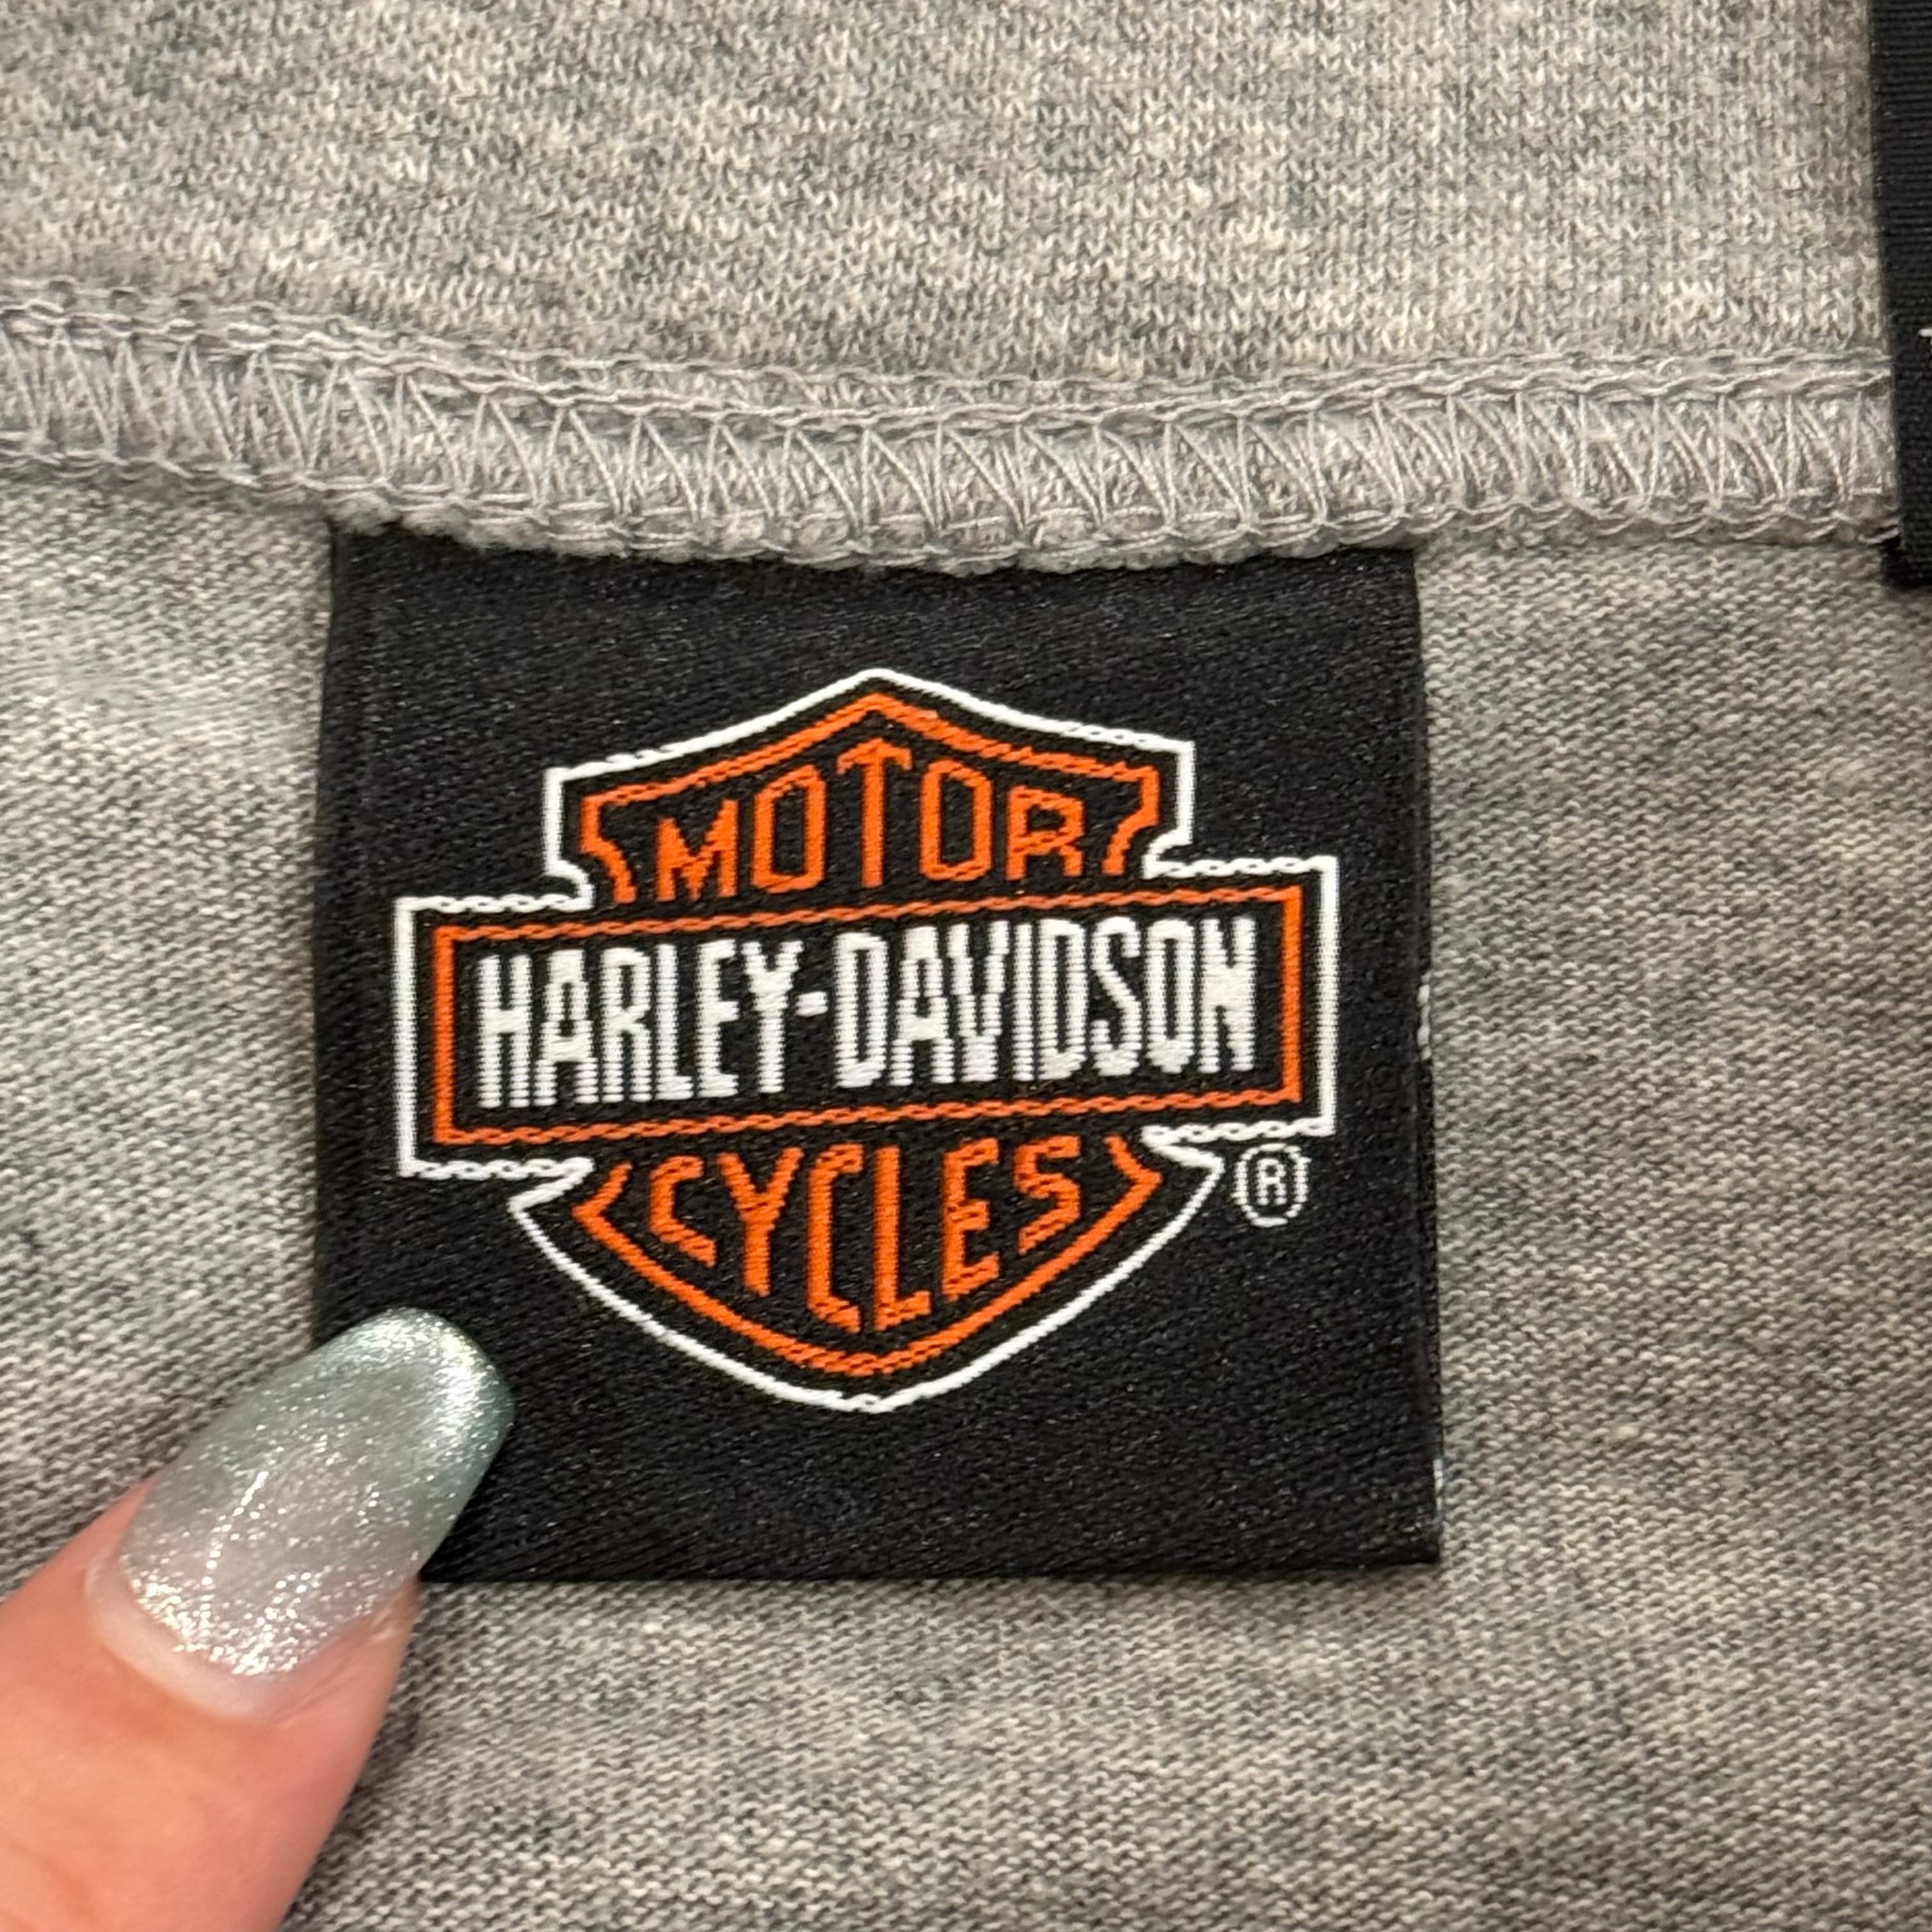 MOTOR
HARLEY-DAVIDSON
CYCLES
®